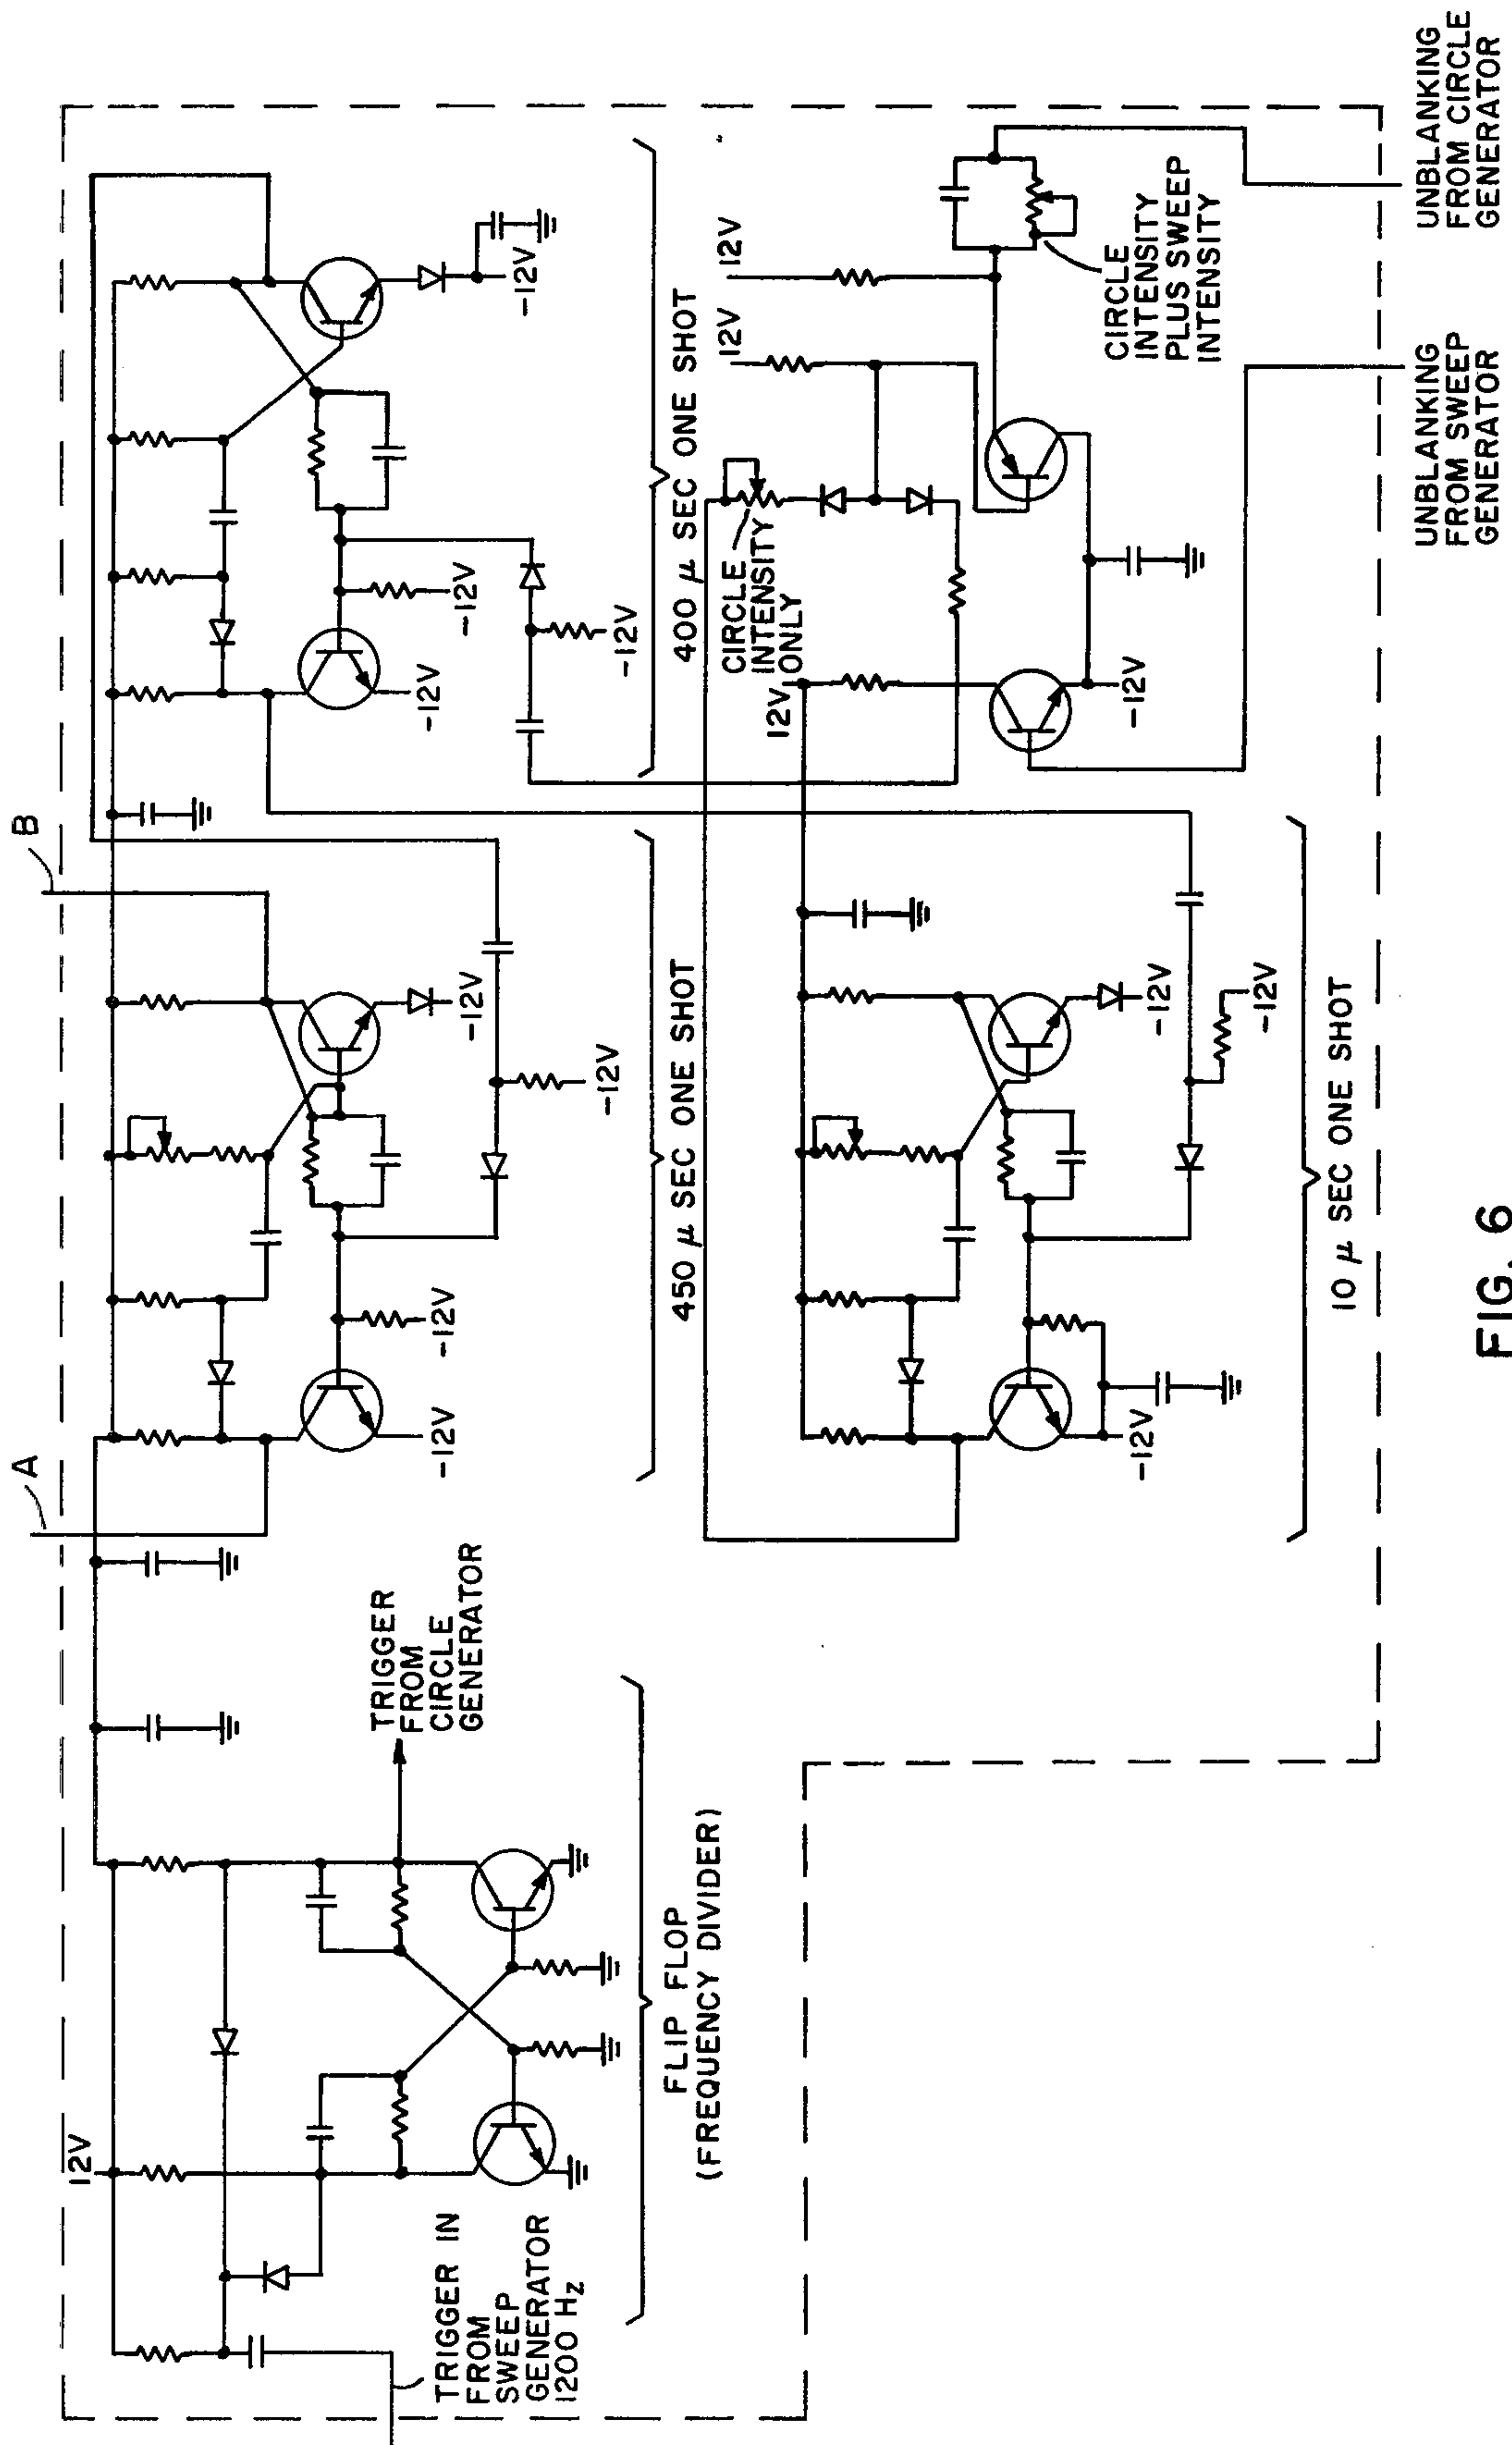 A
B
12V
TRIGGER IN
FROM
SWEEP
GENERATOR
1200 Hz
TRIGGER
FROM
CIRCLE
GENERATOR
FLIP FLOP
(FREQUENCY DIVIDER)
-12V
-12V
-12V
-12V
450 μ SEC ONE SHOT
-12V
-12V
-12V
-12V
400 μ SEC ONE SHOT
-12V
-12V
-12V
10 μ SEC ONE SHOT
12V
CIRCLE
INTENSITY
ONLY
12V
12V
-12V
CIRCLE
INTENSITY
PLUS SWEEP
INTENSITY
UNBLANKING
FROM SWEEP
GENERATOR
UNBLANKING
FROM CIRCLE
GENERATOR
FIG. 6